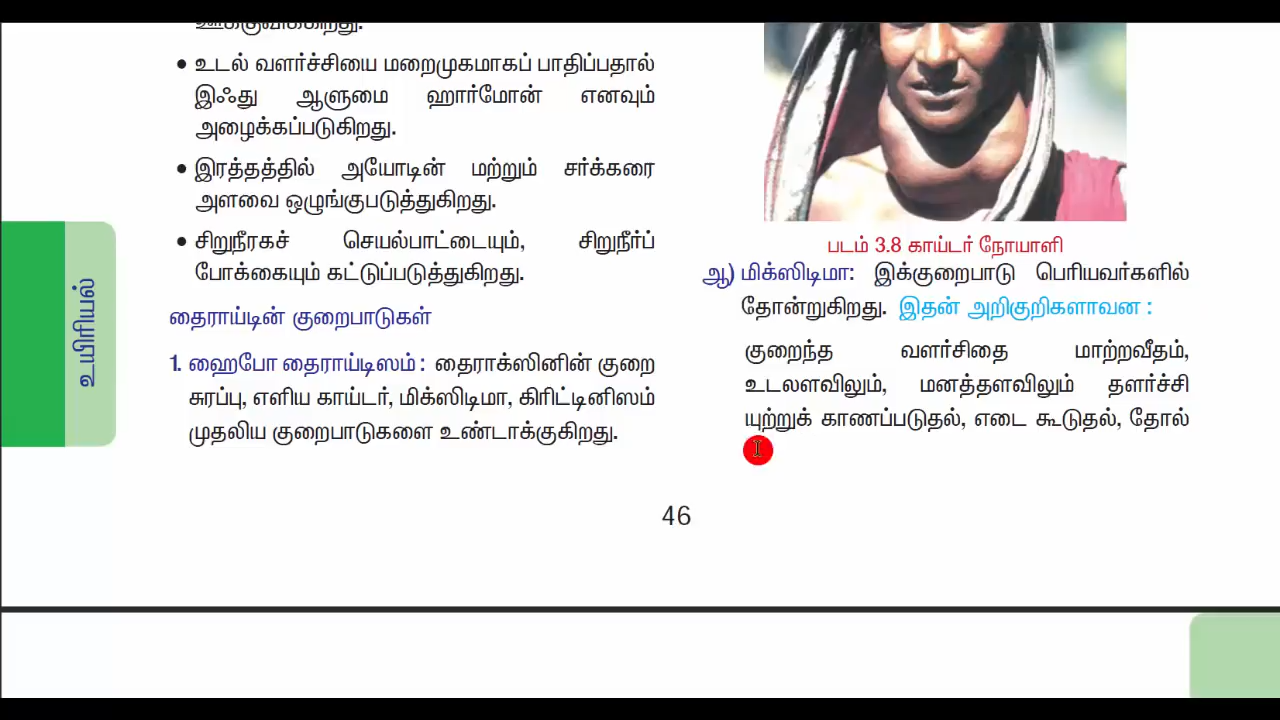 ஊக்குவிக்கிறது.
• உடல் வளர்ச்சியை மறைமுகமாகப் பாதிப்பதால்
இஃது ஆளுமை ஹார்மோன் எனவும்
அழைக்கப்படுகிறது.
• இரத்தத்தில் அயோடின் மற்றும் சர்க்கரை
அளவை ஒழுங்குபடுத்துகிறது.
• சிறுநீரகச் செயல்பாட்டையும், சிறுநீர்ப்
போக்கையும் கட்டுப்படுத்துகிறது.
தைராய்டின் குறைபாடுகள்
1. ஹைபோ தைராய்டிஸம் : தைராக்ஸினின் குறை
சுரப்பு, எளிய காய்டர், மிக்ஸிடிமா, கிரிட்டினிஸம்
முதலிய குறைபாடுகளை உண்டாக்குகிறது.
படம் 3.8 காய்டர் நோயாளி
ஆ) மிக்ஸிடிமா: இக்குறைபாடு பெரியவர்களில்
தோன்றுகிறது. இதன் அறிகுறிகளாவன :
குறைந்த வளர்சிதை மாற்றவீதம்,
உடலளவிலும், மனத்தளவிலும் தளர்ச்சி
யுற்றுக் காணப்படுதல், எடை கூடுதல், தோல்
உயிரியல்
46